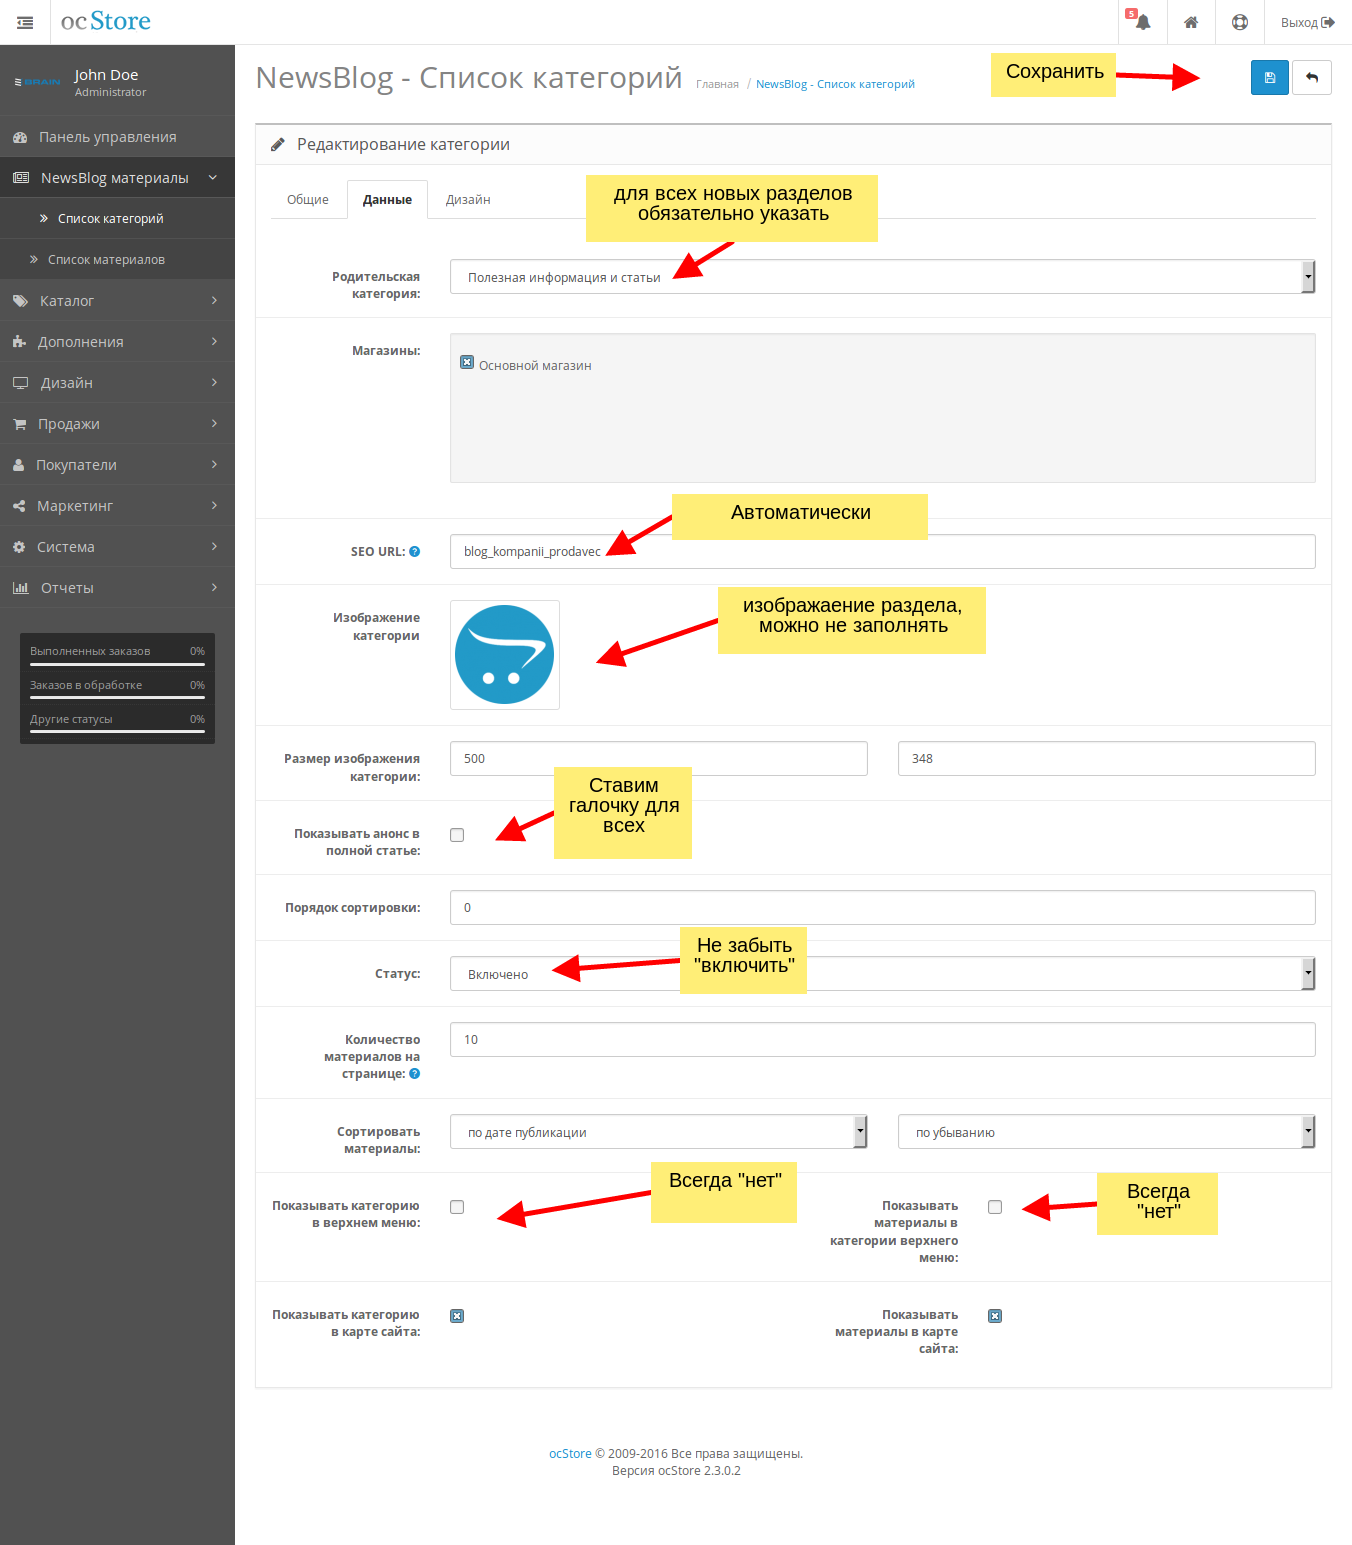 ocStore
5
Выход
John Doe
Administrator
NewsBlog - Список категорий
Главная / NewsBlog - Список категорий
Сохранить
Панель управления
NewsBlog материалы
Список категорий
Список материалов
Каталог
Дополнения
Дизайн
Продажи
Покупатели
Маркетинг
Система
Отчеты
Выполненных заказов 0%
Заказов в обработке 0%
Другие статусы 0%
Редактирование категории
Общие Данные Дизайн
для всех новых разделов
обязательно указать
Родительская
категория:
Полезная информация и статьи
Магазины:
Основной магазин
Автоматически
SEO URL:
blog_kompanii_prodavec
Изображение
категории
изображаение раздела,
можно не заполнять
Размер изображения
категории:
500
348
Ставим
галочку для
всех
Показывать анонс в
полной статье:
Порядок сортировки:
0
Не забыть
"включить"
Статус:
Включено
Количество
материалов на
странице:
10
Сортировать
материалы:
по дате публикации
по убыванию
Всегда "нет"
Всегда
"нет"
Показывать категорию
в верхнем меню:
Показывать
материалы в
категории верхнего
меню:
Показывать категорию
в карте сайта:
Показывать
материалы в карте
сайта:
ocStore © 2009-2016 Все права защищены.
Версия ocStore 2.3.0.2